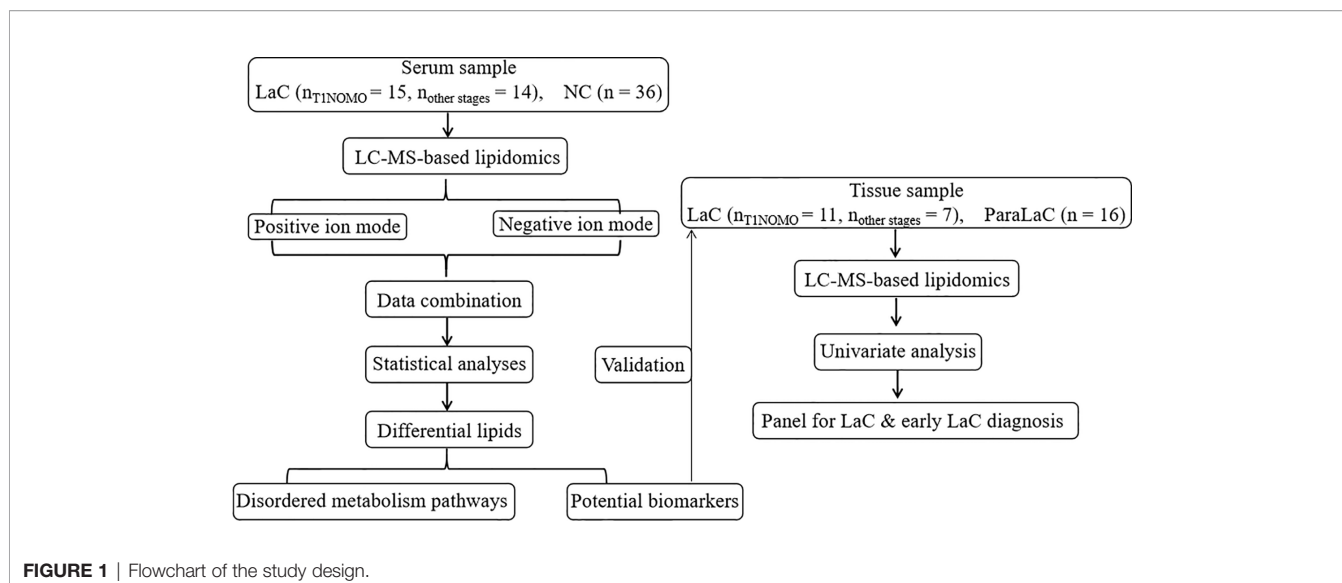 Serum sample
LaC (nT1NOMO = 15, nother stages = 14), NC (n = 36)
LC-MS-based lipidomics
Positive ion mode
Negative ion mode
Data combination
Statistical analyses
Differential lipids
Disordered metabolism pathways
Potential biomarkers
Validation
Tissue sample
LaC (nT1NOMO = 11, nother stages = 7), ParaLaC (n = 16)
LC-MS-based lipidomics
Univariate analysis
Panel for LaC & early LaC diagnosis
FIGURE 1 | Flowchart of the study design.